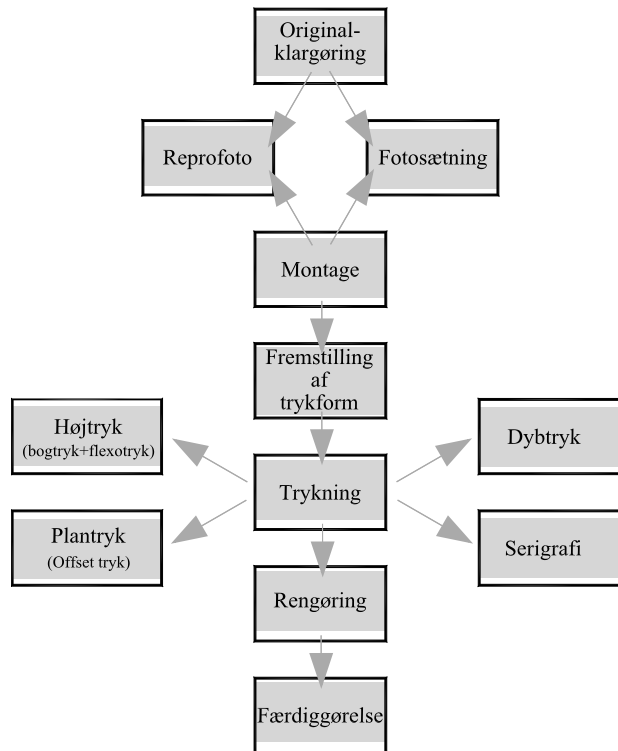 Original-
klargøring
Reprofoto
Fotosætning
Montage
Fremstilling
af
trykform
Højtryk
(bogtryk+flexotryk)
Dybtryk
Trykning
Plantryk
(Offset tryk)
Serigrafi
Rengøring
Færdiggørelse